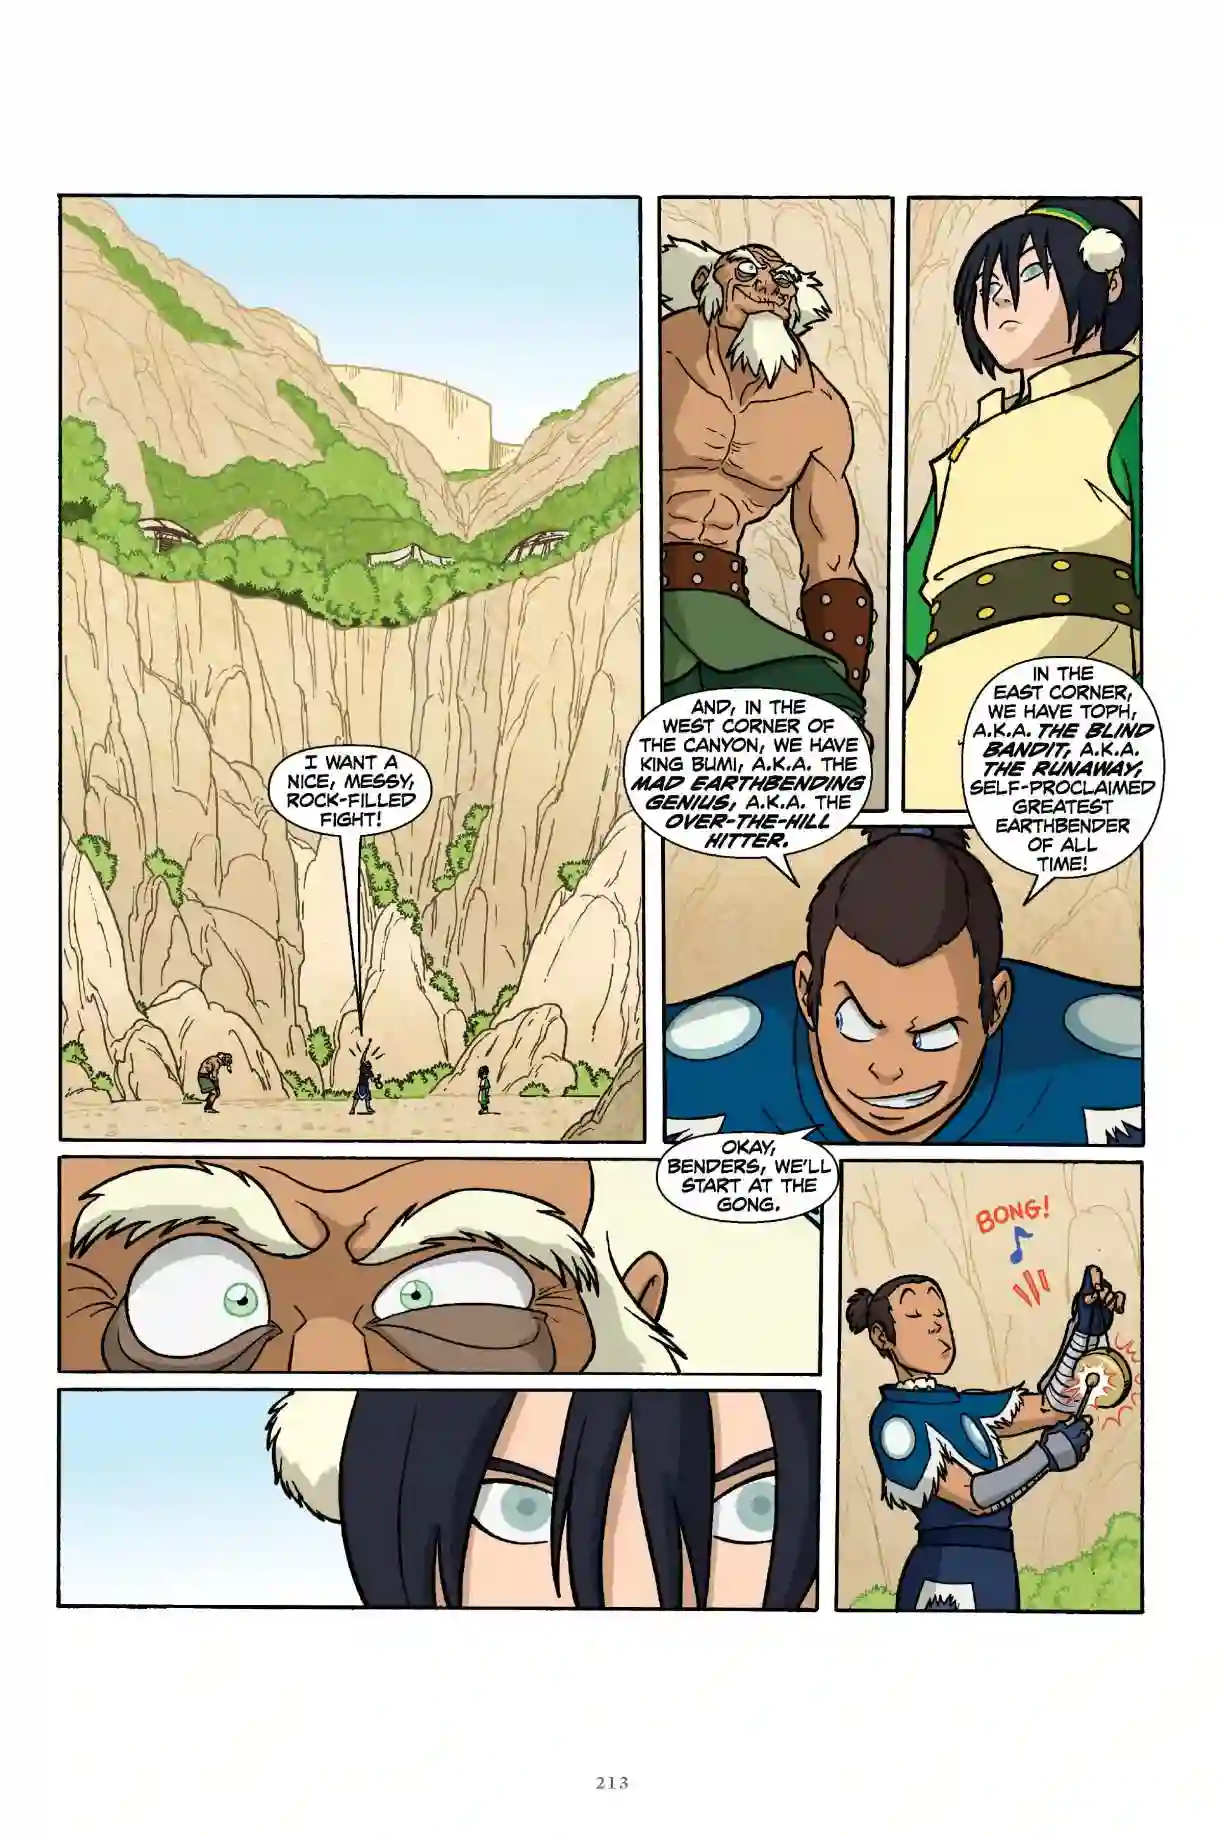 I WANT A
NICE, MESSY,
ROCK-FILLED
FIGHT!
AND, IN THE
WEST CORNER OF
THE CANYON, WE HAVE
KING BUMI, A.K.A. THE
MAD EARTHBENDING
GENIUS, A.K.A. THE
OVER-THE-HILL
HITTER.
IN THE
EAST CORNER,
WE HAVE TOPH,
A.K.A. THE BLIND
BANDIT, A.K.A.
THE RUNAWAY,
SELF-PROCLAIMED
GREATEST
EARTHBENDER
OF ALL
TIME!
OKAY,
BENDERS, WE'LL
START AT THE
GONG.
BONG!
213